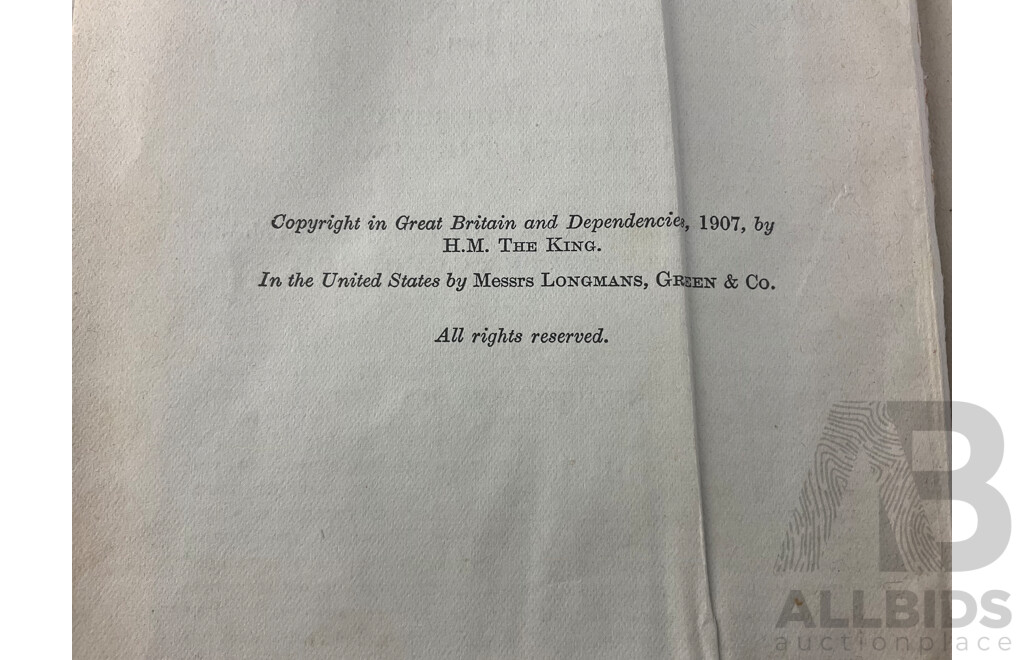 Copyright in Great Britain and Dependencies, 1907, by
H.M. THE KING.
In the United States by Messrs LONGMANS, GREEN & Co.
All rights reserved.
AB
ALLBIDS
auctionplace